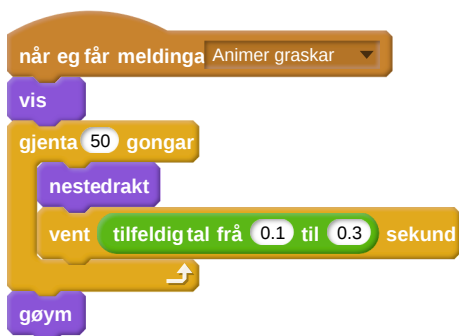 når eg får meldinga Animer graskar
vis
gjenta 50 gongar
nestedrakt
vent tilfeldig tal frå 0.1 til 0.3 sekund
gøym